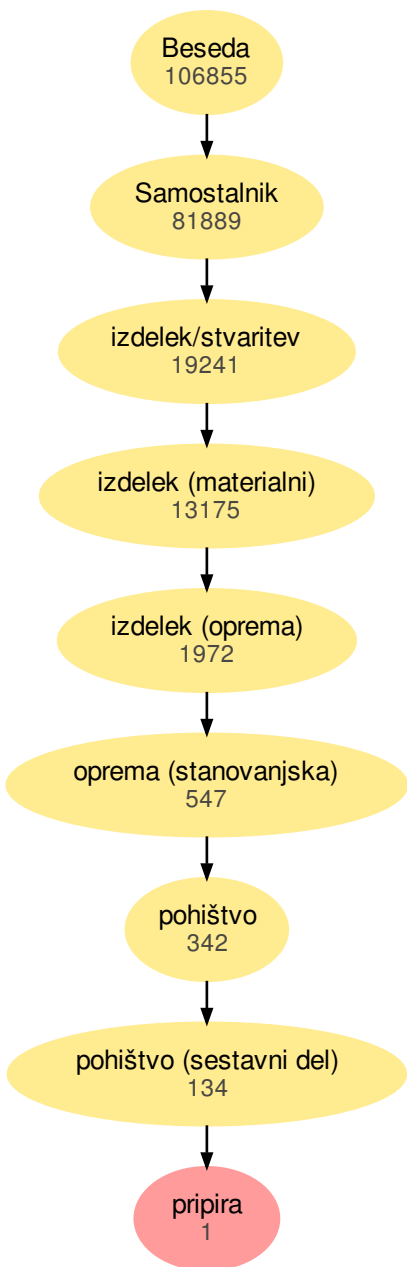 Beseda
106855
Samostalnik
81889
izdelek/stvaritev
19241
izdelek (materialni)
13175
izdelek (oprema)
1972
oprema (stanovanjska)
547
pohištvo
342
pohištvo (sestavni del)
134
pripira
1